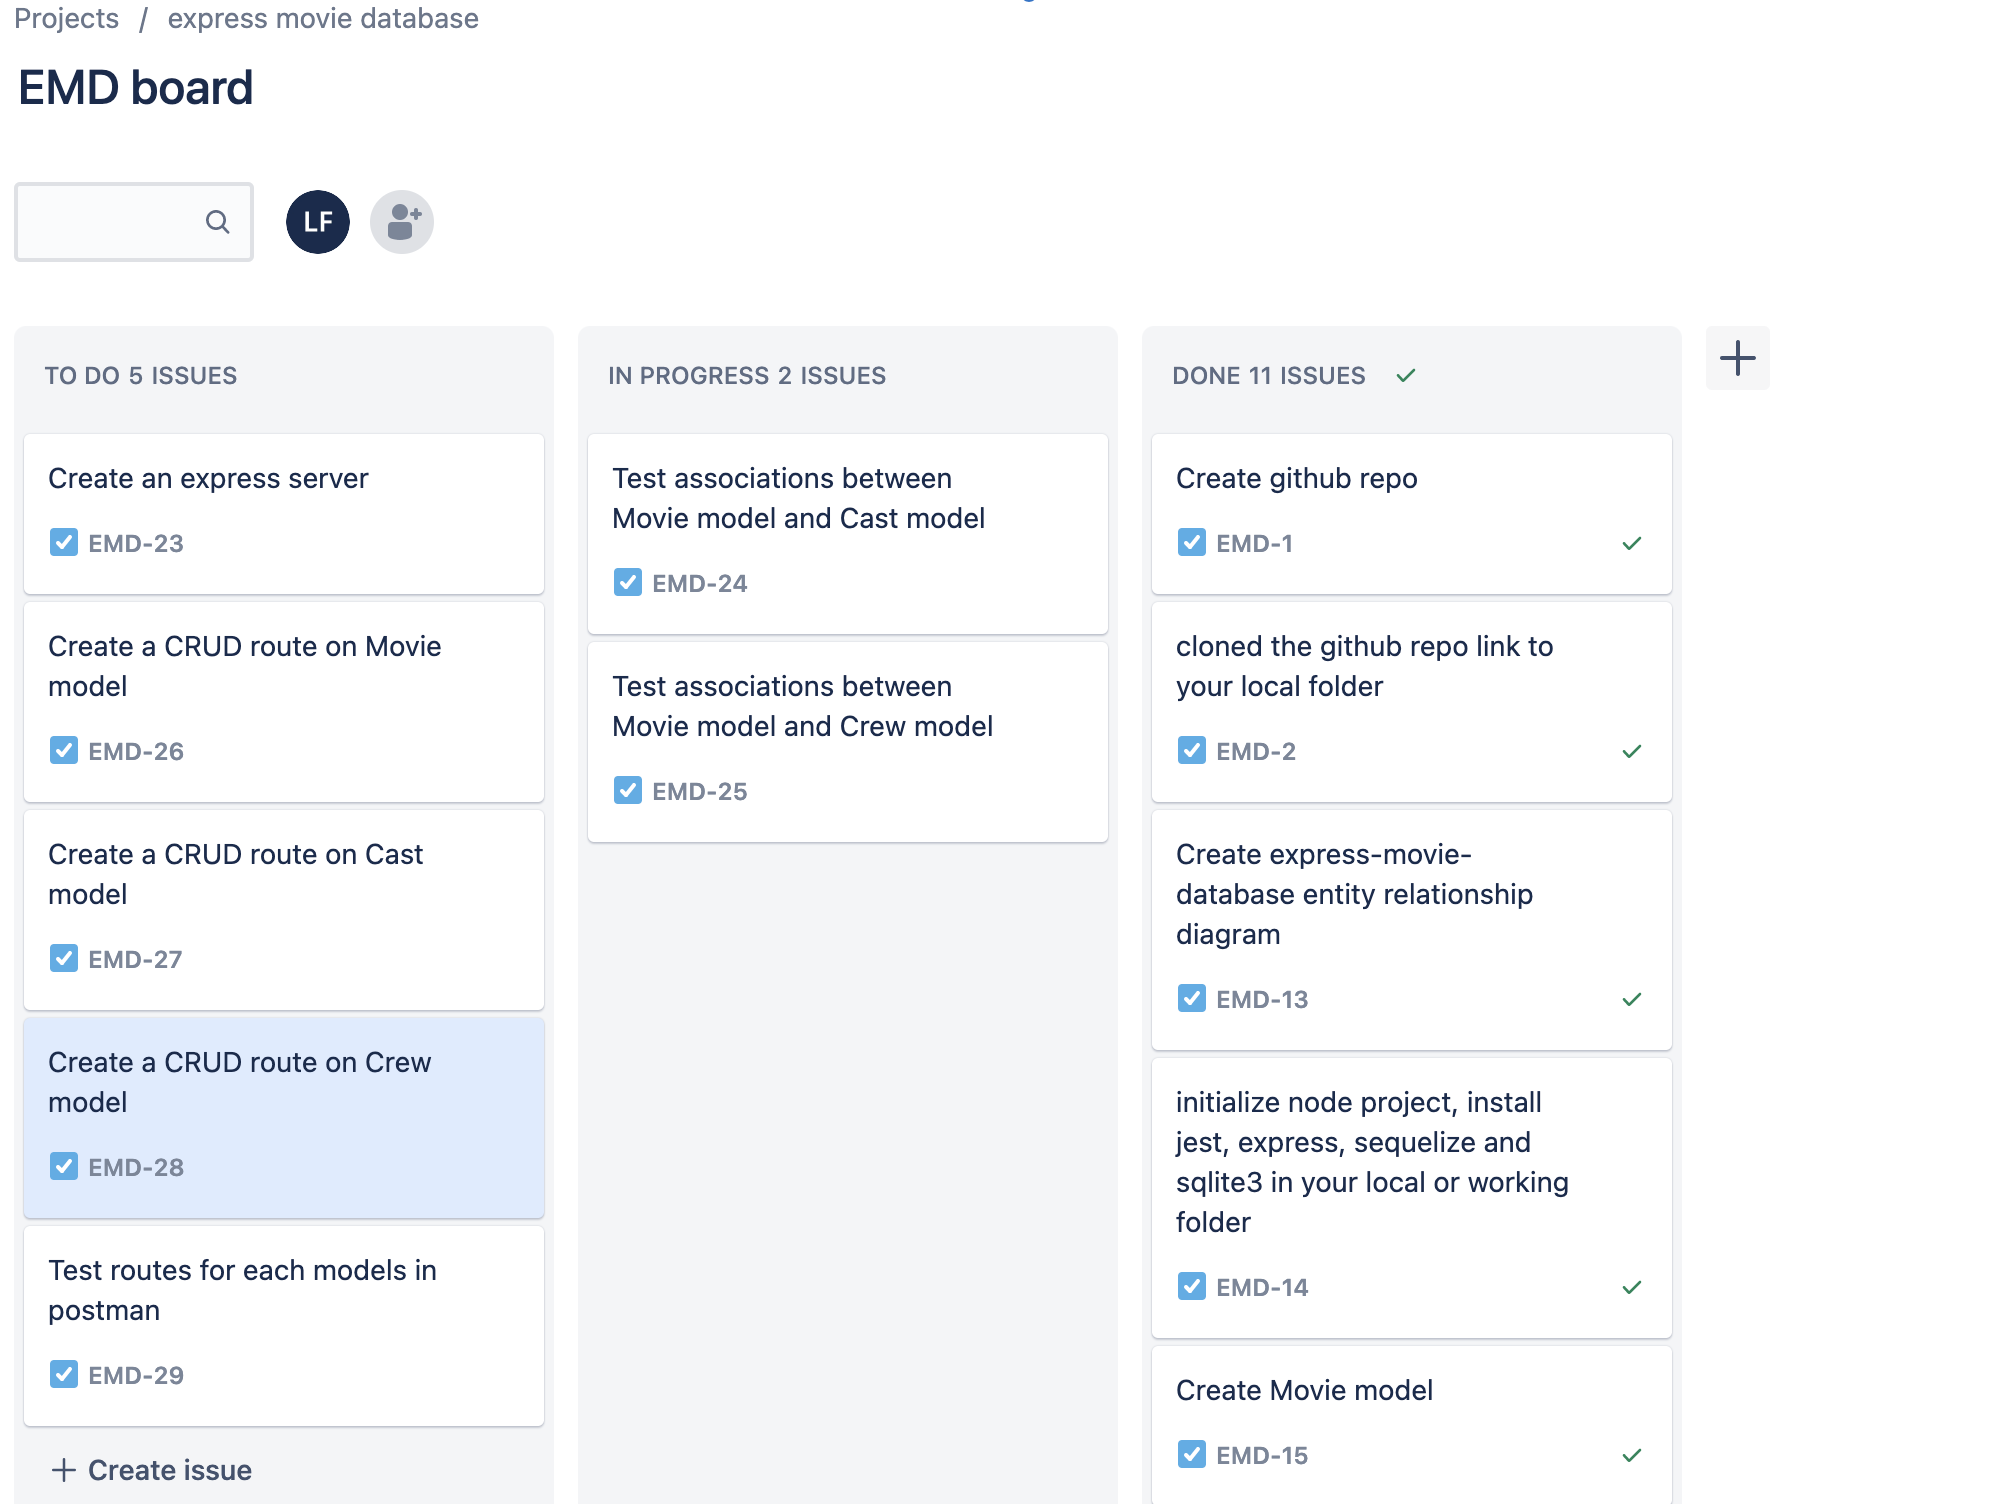 Projects / express movie database
EMD board
LF
TO DO 5 ISSUES
Create an express server
EMD-23
Create a CRUD route on Movie
model
EMD-26
Create a CRUD route on Cast
model
EMD-27
Create a CRUD route on Crew
model
EMD-28
Test routes for each models in
postman
EMD-29
Create issue
IN PROGRESS 2 ISSUES
Test associations between
Movie model and Cast model
EMD-24
Test associations between
Movie model and Crew model
EMD-25
DONE 11 ISSUES
Create github repo
EMD-1
cloned the github repo link to
your local folder
EMD-2
Create express-movie-
database entity relationship
diagram
EMD-13
initialize node project, install
jest, express, sequelize and
sqlite3 in your local or working
folder
EMD-14
Create Movie model
EMD-15